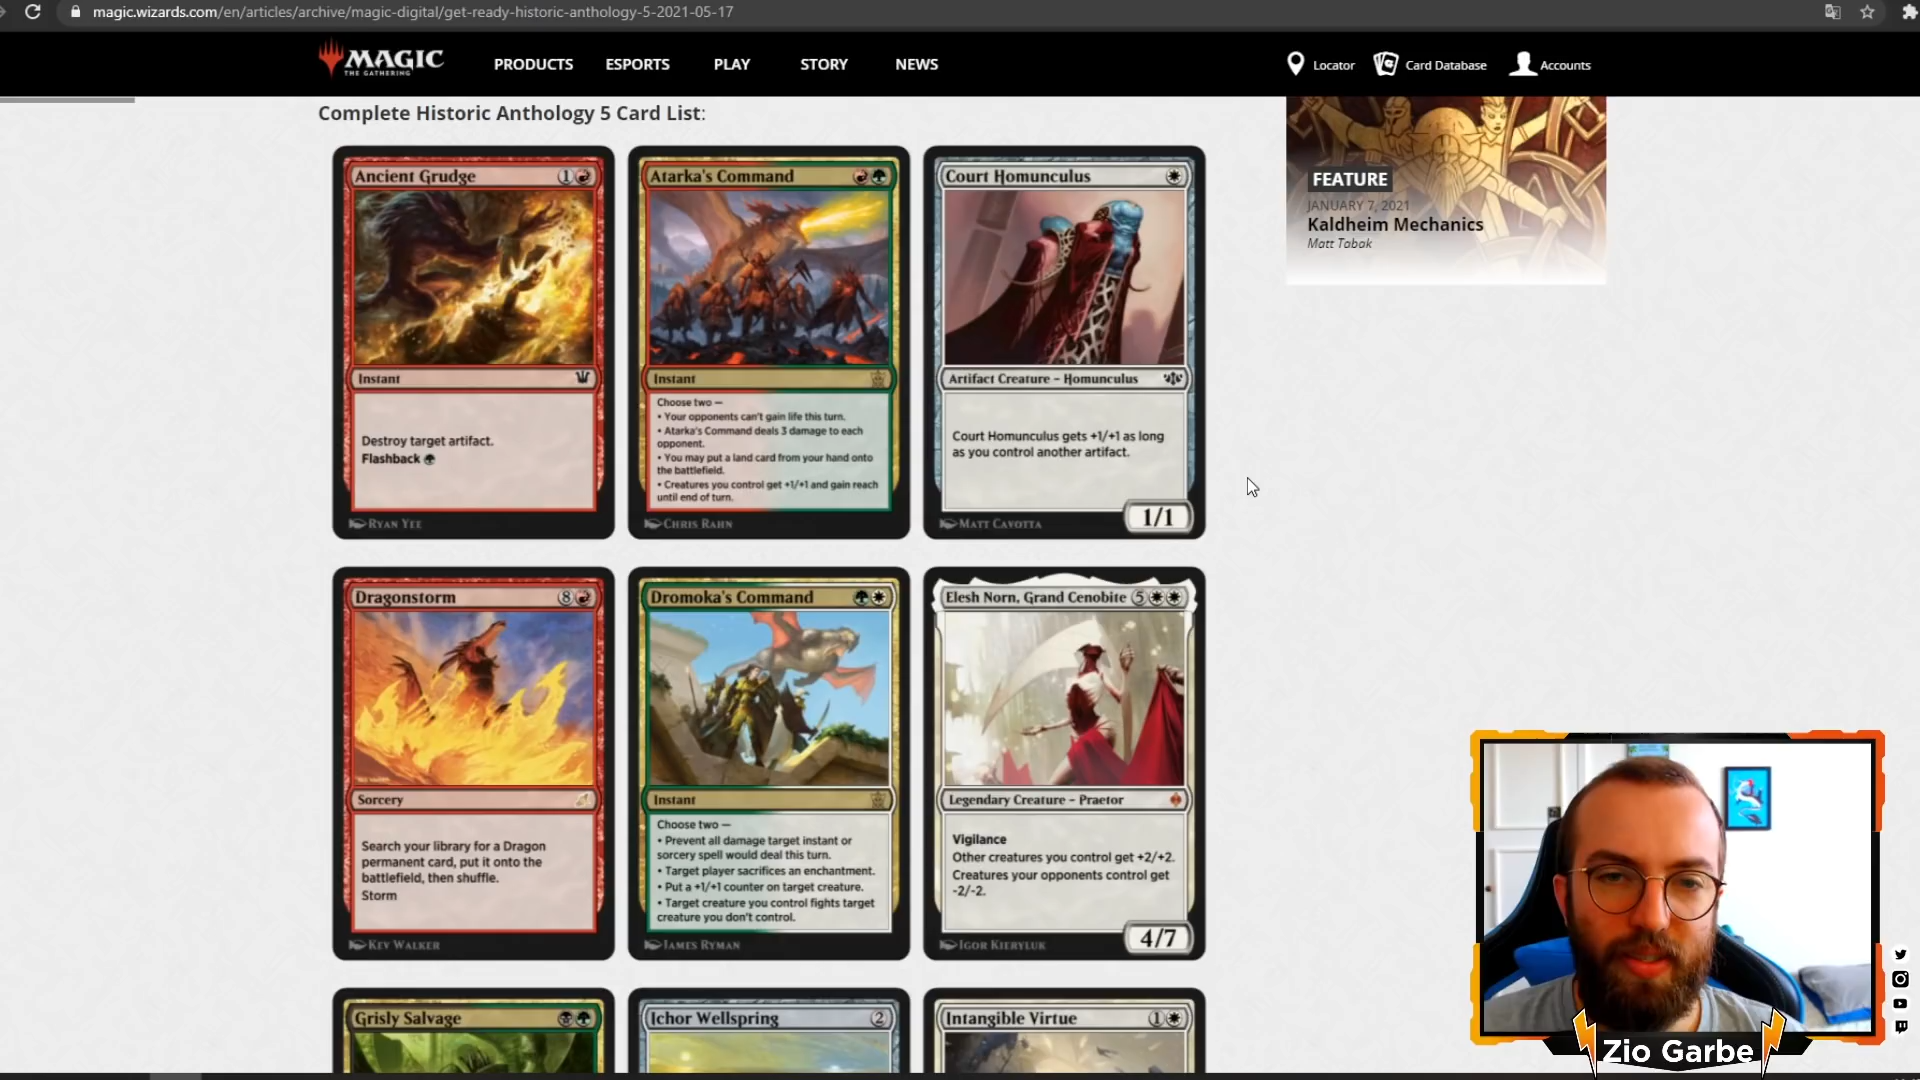 magic.wizards.com/en/articles/archive/magic-digital/get-ready-historic-anthology-5-2021-05-17
MAGIC
THE GATHERING
PRODUCTS ESPORTS PLAY STORY NEWS
Locator Card Database Accounts
Complete Historic Anthology 5 Card List:
FEATURE
JANUARY 7, 2021
Kaldheim Mechanics
Matt Tabak
Ancient Grudge 1
Instant
Destroy target artifact.
Flashback
RYAN YEE
Atarka's Command
Instant
Choose two —
• Your opponents can't gain life this turn.
• Atarka's Command deals 3 damage to each
opponent.
• You may put a land card from your hand onto
the battlefield.
• Creatures you control get +1/+1 and gain reach
until end of turn.
CHRIS RAHN
Court Homunculus
Artifact Creature – Homunculus
Court Homunculus gets +1/+1 as long
as you control another artifact.
MATT CAVOTTA
1/1
Dragonstorm 8
Sorcery
Search your library for a Dragon
permanent card, put it onto the
battlefield, then shuffle.
Storm
KEV WALKER
Dromoka's Command
Instant
Choose two —
• Prevent all damage target instant or
sorcery spell would deal this turn.
• Target player sacrifices an enchantment.
• Put a +1/+1 counter on target creature.
• Target creature you control fights target
creature you don't control.
JAMES RYMAN
Elesh Norn, Grand Cenobite 5
Legendary Creature – Praetor
Vigilance
Other creatures you control get +2/+2.
Creatures your opponents control get
-2/-2.
IGOR KIERYLUK
4/7
Grisly Salvage
Ichor Wellspring 2
Intangible Virtue 1
Zio Garbe